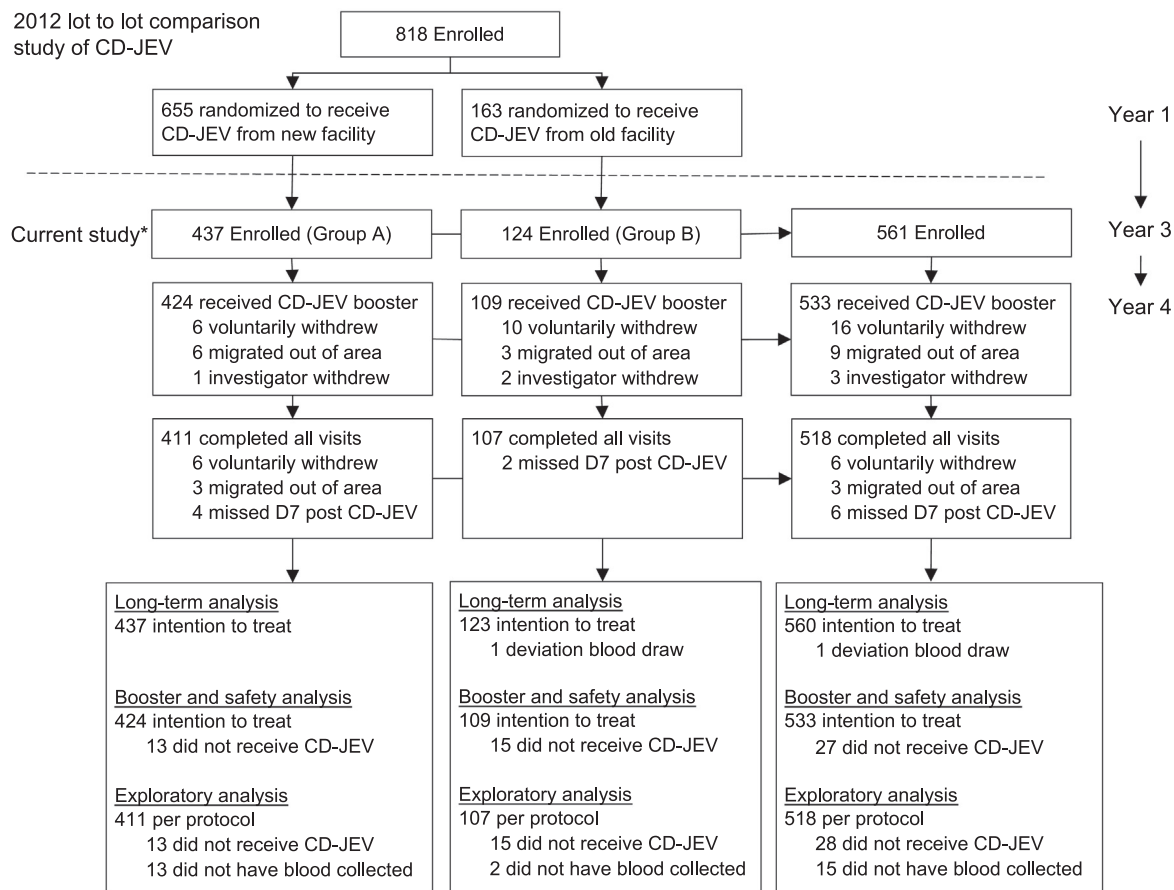 2012 lot to lot comparison
study of CD-JEV
818 Enrolled
655 randomized to receive
CD-JEV from new facility
163 randomized to receive
CD-JEV from old facility
Year 1
Current study*
437 Enrolled (Group A)
124 Enrolled (Group B)
561 Enrolled
Year 3
424 received CD-JEV booster
6 voluntarily withdrew
6 migrated out of area
1 investigator withdrew
109 received CD-JEV booster
10 voluntarily withdrew
3 migrated out of area
2 investigator withdrew
533 received CD-JEV booster
16 voluntarily withdrew
9 migrated out of area
3 investigator withdrew
Year 4
411 completed all visits
6 voluntarily withdrew
3 migrated out of area
4 missed D7 post CD-JEV
107 completed all visits
2 missed D7 post CD-JEV
518 completed all visits
6 voluntarily withdrew
3 migrated out of area
6 missed D7 post CD-JEV
Long-term analysis
437 intention to treat
Booster and safety analysis
424 intention to treat
13 did not receive CD-JEV
Exploratory analysis
411 per protocol
13 did not receive CD-JEV
13 did not have blood collected
Long-term analysis
123 intention to treat
1 deviation blood draw
Booster and safety analysis
109 intention to treat
15 did not receive CD-JEV
Exploratory analysis
107 per protocol
15 did not receive CD-JEV
2 did not have blood collected
Long-term analysis
560 intention to treat
1 deviation blood draw
Booster and safety analysis
533 intention to treat
27 did not receive CD-JEV
Exploratory analysis
518 per protocol
28 did not receive CD-JEV
15 did not have blood collected